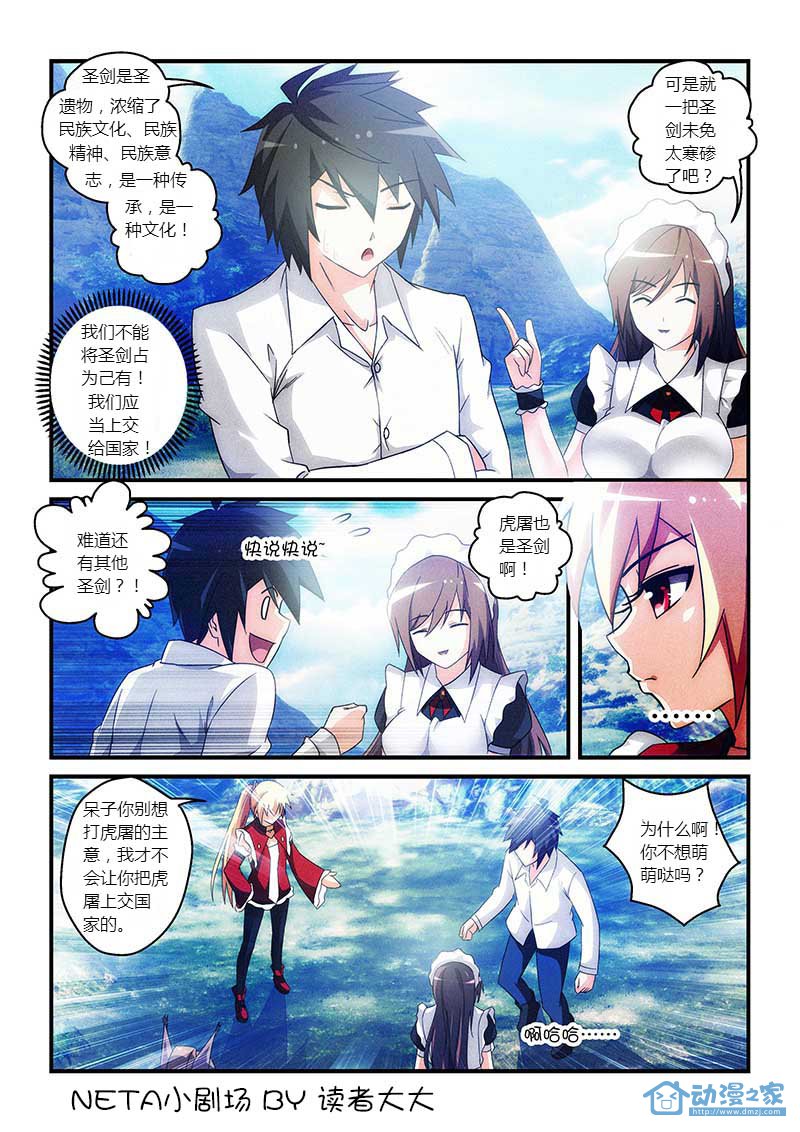 圣剑是圣
遗物，浓缩了
民族文化、民族
精神、民族意
志，是一种传
承，是一
种文化！
可是就
一把圣
剑未免
太寒碜
了吧？
我们不能
将圣剑占
为己有！
我们应
当上交
给国家！
难道还
有其他
圣剑？！
快说快说~
虎屠也
是圣剑
啊！
……
呆子你别想
打虎屠的主
意，我才不
会让你把虎
屠上交国
家的。
为什么啊！
你不想萌
萌哒吗？
啊哈哈……
NETA小剧场 BY 读者大大
动漫之家
http://www.dmzj.com